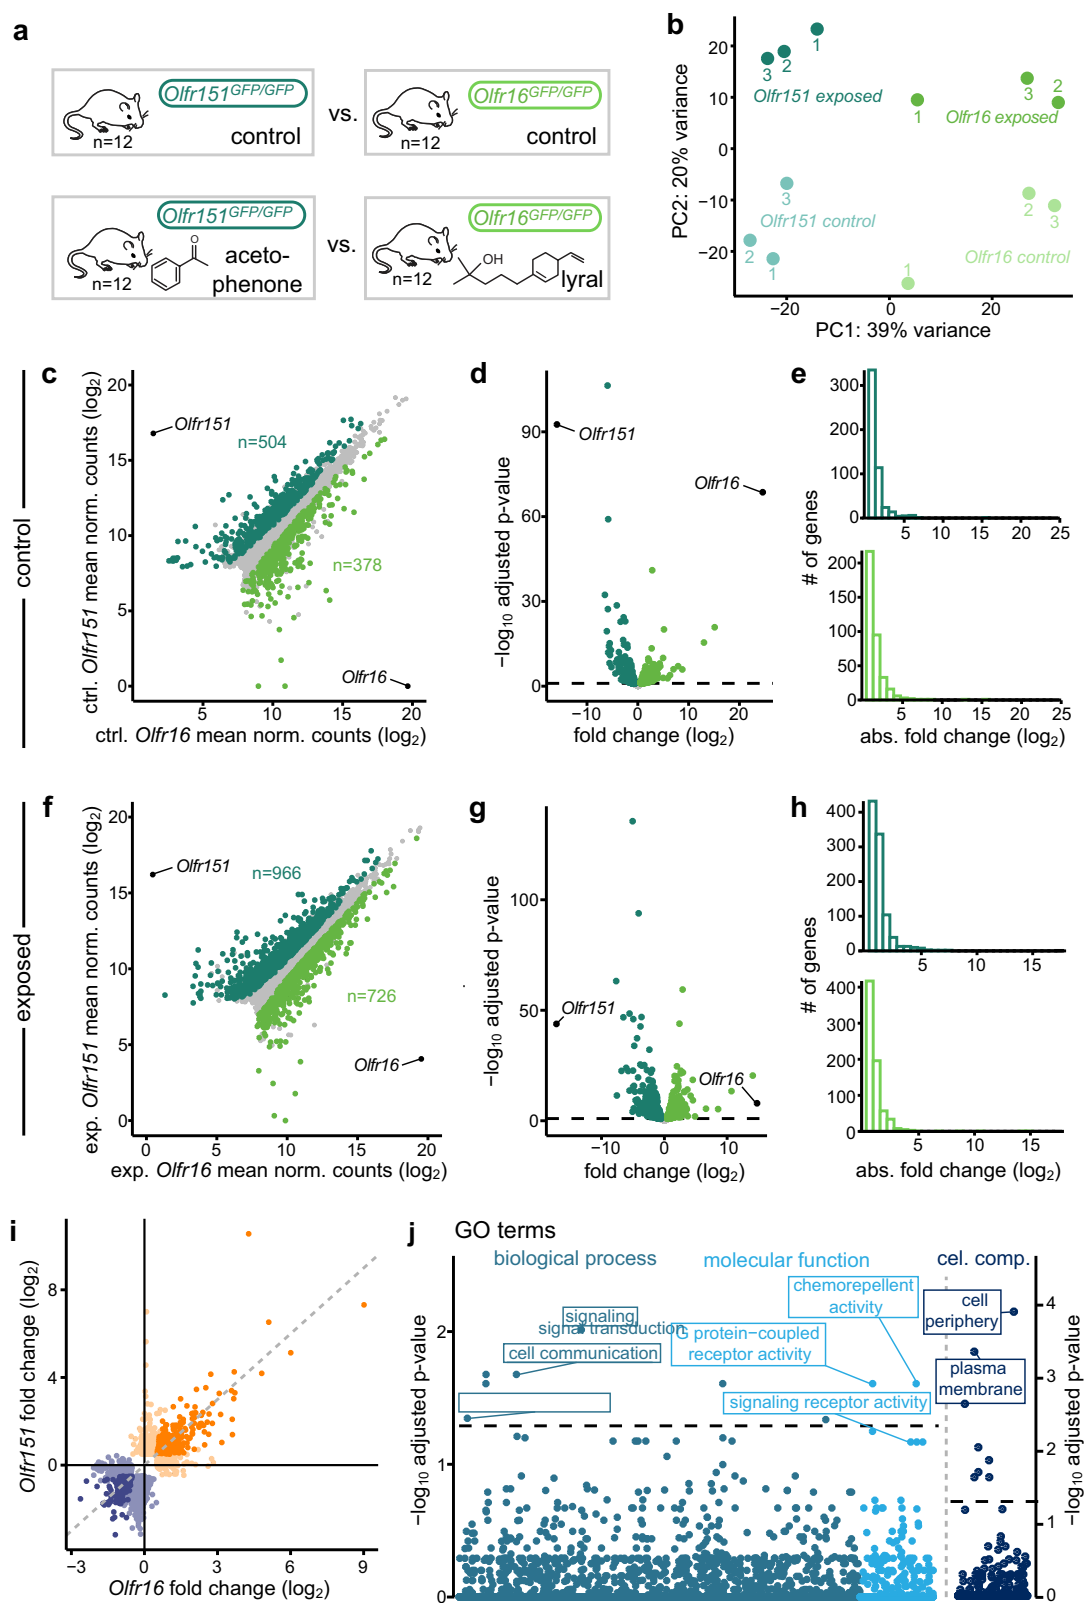 a
Olfr151GFP/GFP
n=12
control
vs.
Olfr16GFP/GFP
n=12
control
Olfr151GFP/GFP
n=12
O
aceto-
phenone
vs.
Olfr16GFP/GFP
n=12
OH
lyral
b
PC2: 20% variance
20
10
0
−10
−20
1
2
3
Olfr151 exposed
1
3
2
Olfr16 exposed
3
Olfr151 control
2
1
2
3
Olfr16 control
1
−20
0
20
PC1: 39% variance
control
c
ctrl. Olfr151 mean norm. counts (log2)
20
15
10
5
0
Olfr151
n=504
n=378
Olfr16
5
10
15
20
ctrl. Olfr16 mean norm. counts (log2)
d
−log10 adjusted p-value
90
60
30
0
Olfr151
Olfr16
−10
0
10
20
fold change (log2)
e
# of genes
300
200
100
0
5
10
15
20
25
200
150
100
50
0
5
10
15
20
25
abs. fold change (log2)
exposed
f
exp. Olfr151 mean norm. counts (log2)
20
15
10
5
0
Olfr151
n=966
n=726
Olfr16
0
5
10
15
20
exp. Olfr16 mean norm. counts (log2)
g
−log10 adjusted p-value
100
50
0
Olfr151
Olfr16
−10
0
10
fold change (log2)
h
# of genes
400
300
200
100
0
5
10
15
400
300
200
100
0
5
10
15
abs. fold change (log2)
i
Olfr151 fold change (log2)
8
4
0
−3
0
3
6
9
Olfr16 fold change (log2)
j
GO terms
biological process
molecular function
cel. comp.
−log10 adjusted p-value
2
1
0
signaling
signal transduction
cell communication
G protein-coupled
receptor activity
chemorepellent
activity
signaling receptor activity
cell
periphery
plasma
membrane
4
3
2
1
0
−log10 adjusted p-value